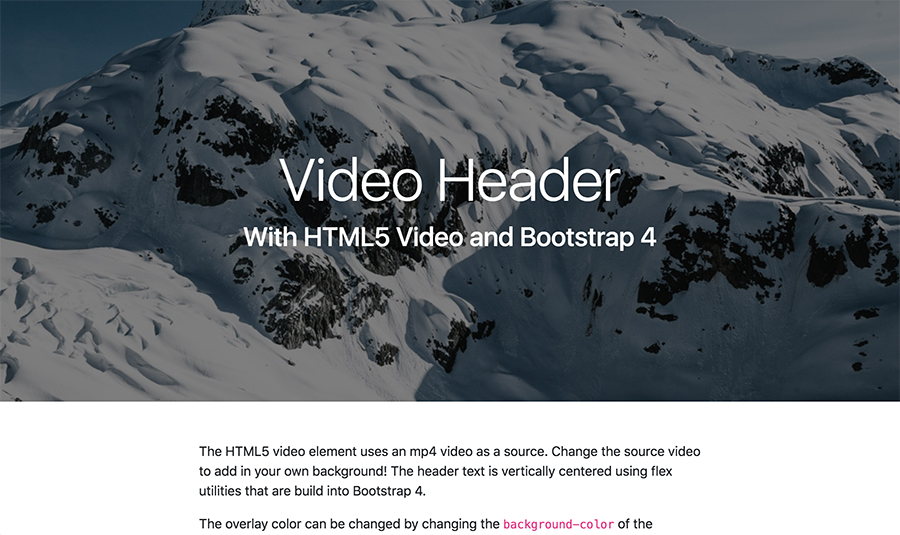 Video Header
With HTML5 Video and Bootstrap 4
The HTML5 video element uses an mp4 video as a source. Change the source video
to add in your own background! The header text is vertically centered using flex
utilities that are build into Bootstrap 4.
The overlay color can be changed by changing the background-color of the